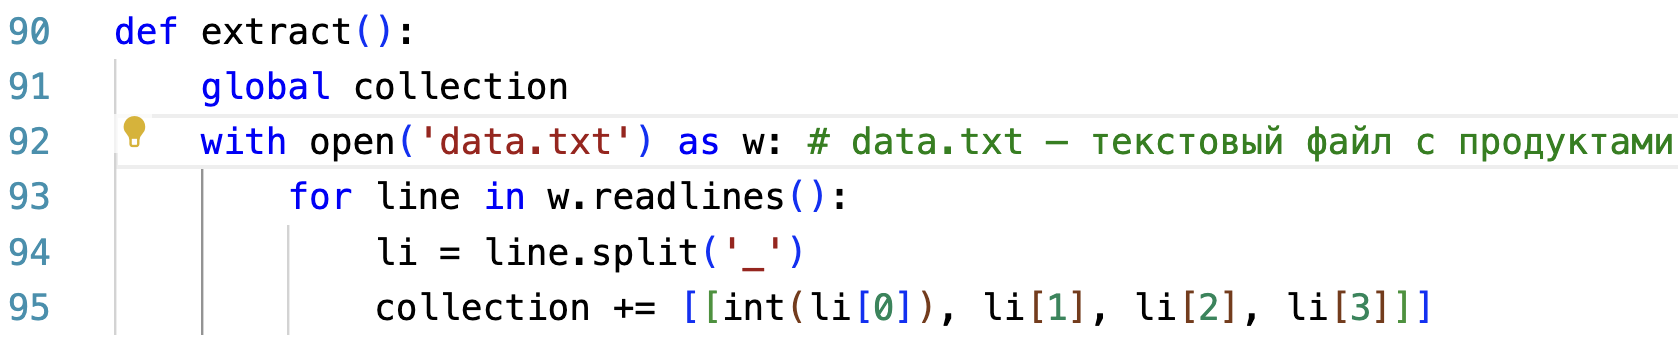 90 def extract():
91 global collection
92 with open('data.txt') as w: # data.txt — текстовый файл с продуктами
93 for line in w.readlines():
94 li = line.split('_')
95 collection += [[int(li[0]), li[1], li[2], li[3]]]